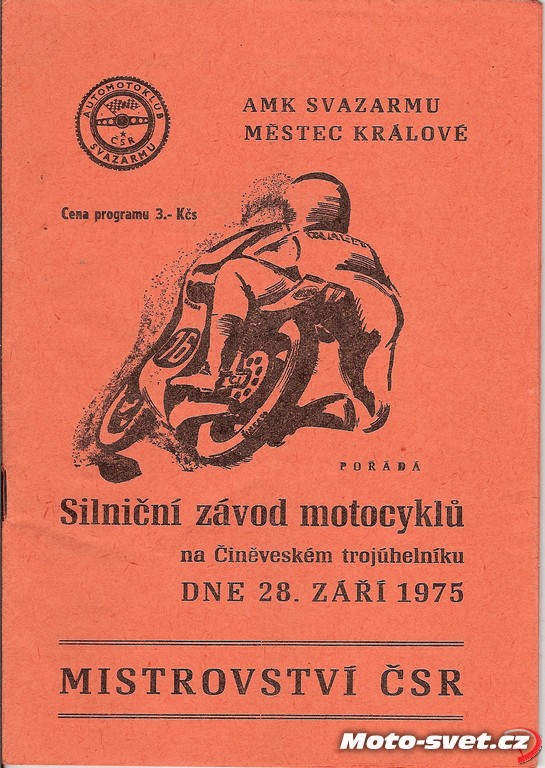 AUTOMOTOKLUB
ČSR
SVAZARMU
AMK SVAZARMU
MĚSTEC KRÁLOVÉ
Cena programu 3.- Kčs
16
POŘÁDÁ
Silniční závod motocyklů
na Činěveském trojúhelníku
DNE 28. ZÁŘÍ 1975
MISTROVSTVÍ ČSR
Moto-svet.cz